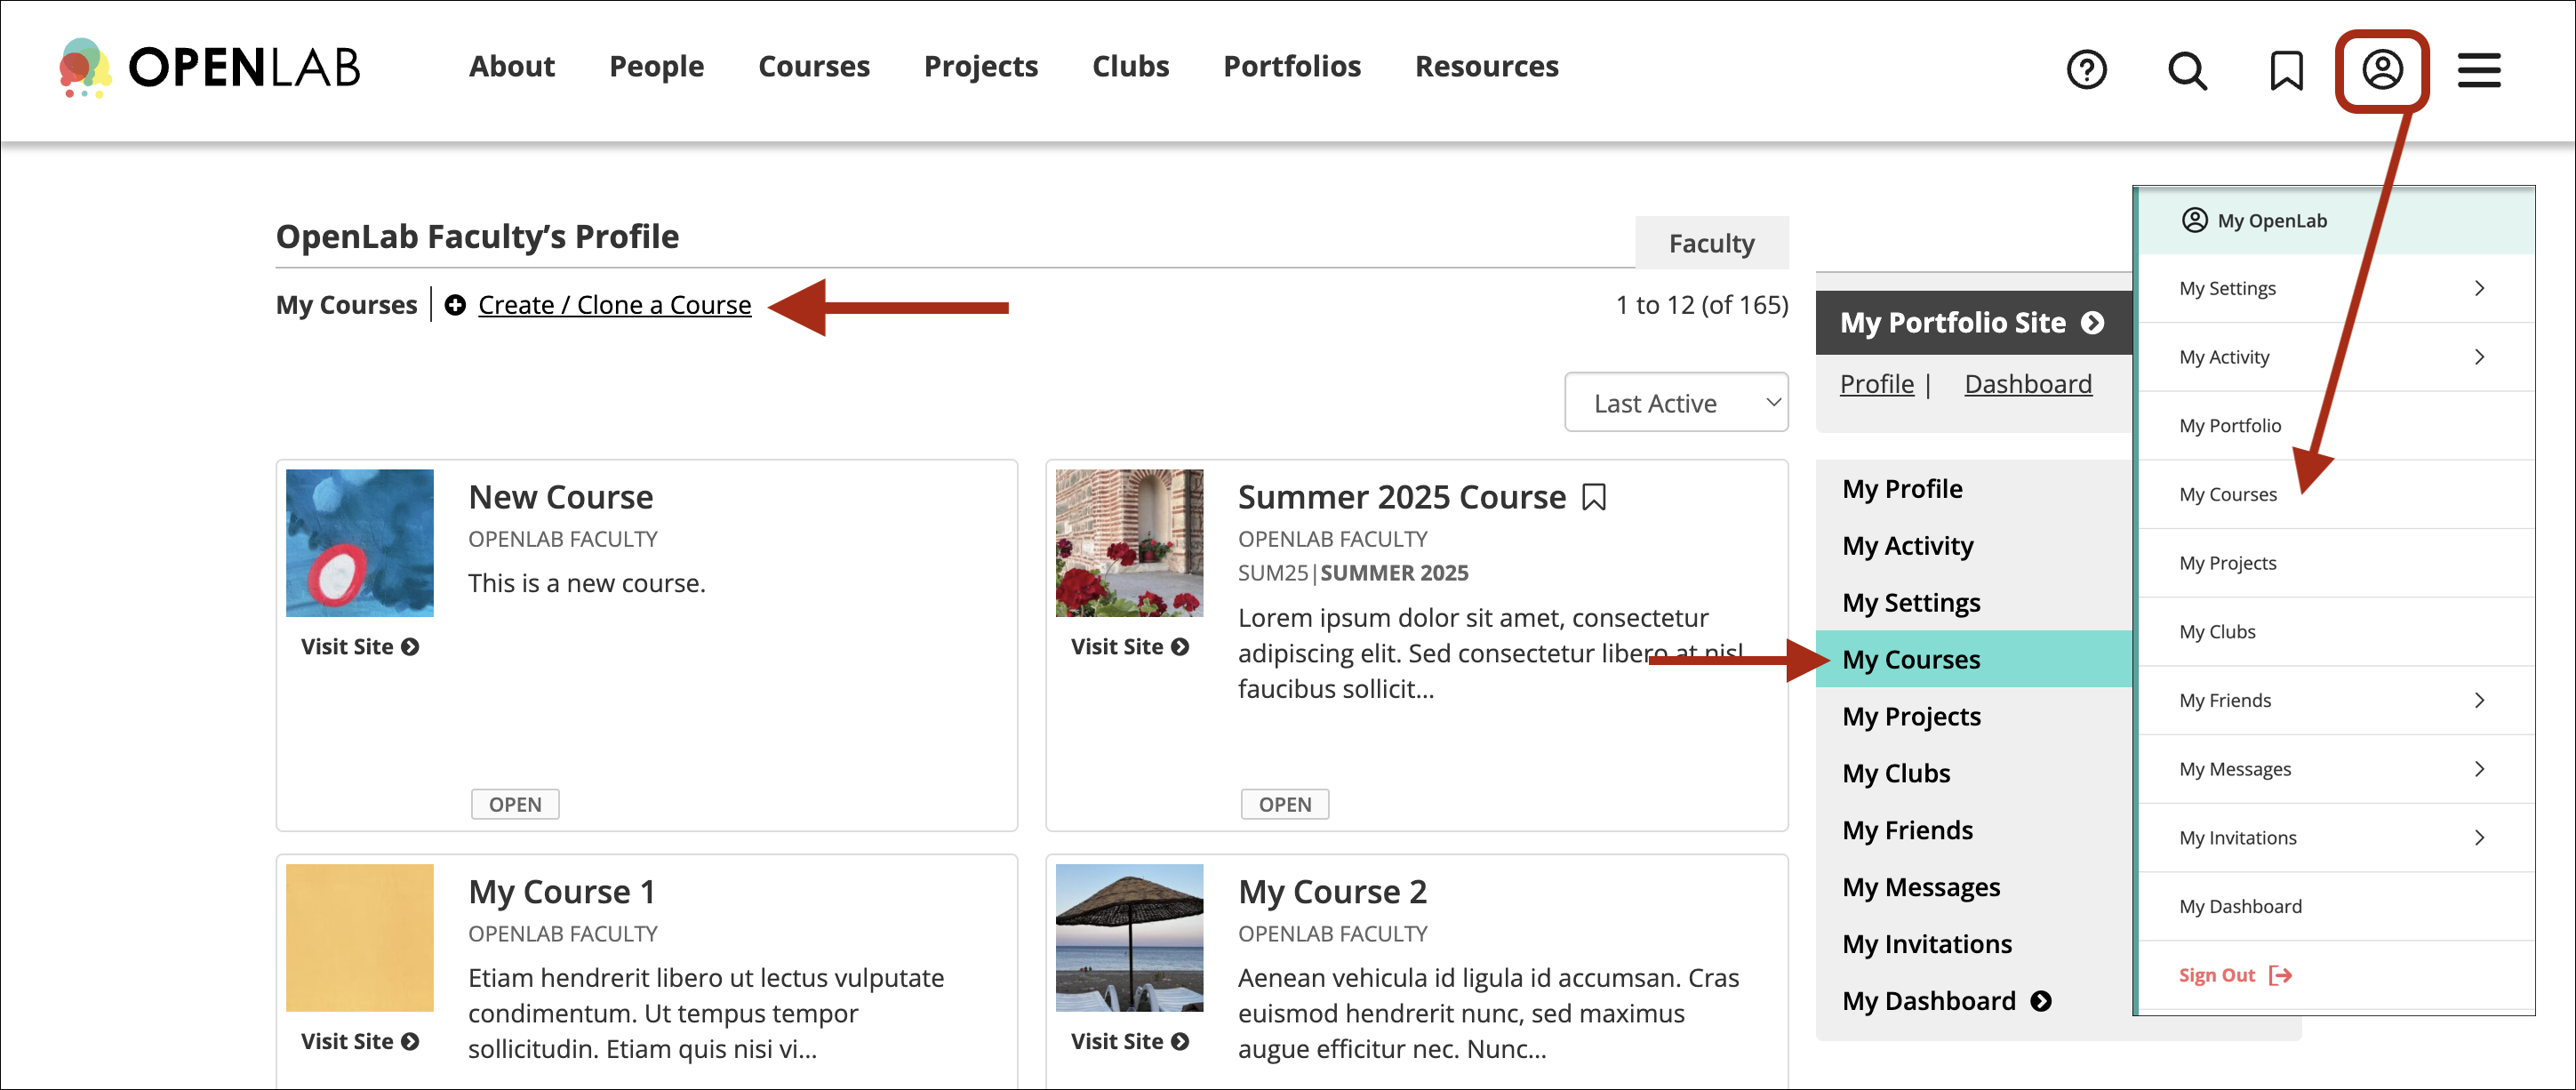 OPENLAB
About People Courses Projects Clubs Portfolios Resources
OpenLab Faculty’s Profile
Faculty
My Courses | Create / Clone a Course
1 to 12 (of 165)
Last Active
New Course
OPENLAB FACULTY
This is a new course.
Visit Site
OPEN
Summer 2025 Course
OPENLAB FACULTY
SUM25|SUMMER 2025
Lorem ipsum dolor sit amet, consectetur
adipiscing elit. Sed consectetur libero at nisl
faucibus sollicit...
Visit Site
OPEN
My Course 1
OPENLAB FACULTY
Etiam hendrerit libero ut lectus vulputate
condimentum. Ut tempus tempor
sollicitudin. Etiam quis nisi vi...
Visit Site
My Course 2
OPENLAB FACULTY
Aenean vehicula id ligula id accumsan. Cras
euismod hendrerit nunc, sed maximus
augue efficitur nec. Nunc...
Visit Site
My Portfolio Site
Profile | Dashboard
My Profile
My Activity
My Settings
My Courses
My Projects
My Clubs
My Friends
My Messages
My Invitations
My Dashboard
My OpenLab
My Settings
My Activity
My Portfolio
My Courses
My Projects
My Clubs
My Friends
My Messages
My Invitations
My Dashboard
Sign Out